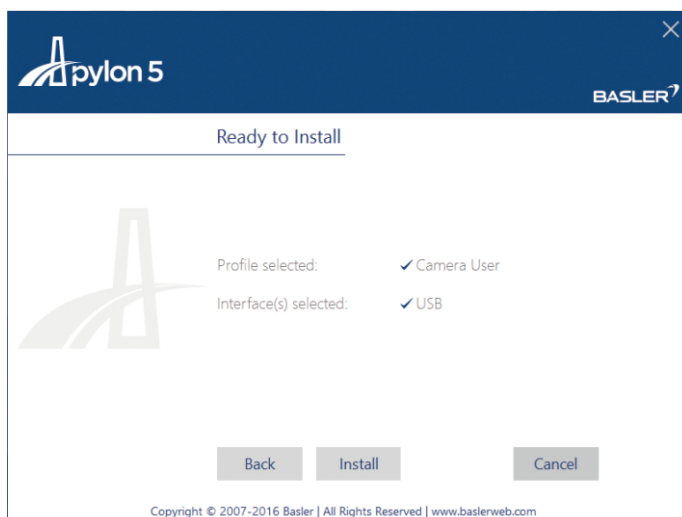 pylon 5
BASLER
Ready to Install
Profile selected: ✓ Camera User
Interface(s) selected: ✓ USB
Back Install Cancel
Copyright © 2007-2016 Basler | All Rights Reserved | www.baslerweb.com